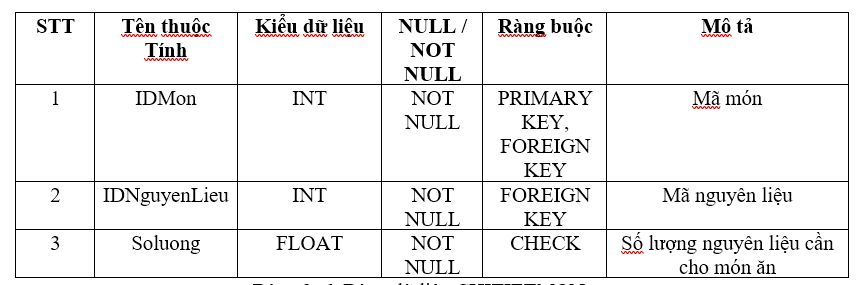 STT Tên thuộc Kiểu dữ liệu NULL / Ràng buộc Mô tả
Tính NOT
NULL
1 IDMon INT NOT PRIMARY Mã món
NULL KEY,
FOREIGN
KEY
2 IDNguyenLieu INT NOT FOREIGN Mã nguyên liệu
NULL KEY
3 Soluong FLOAT NOT CHECK Số lượng nguyên liệu cần
NULL cho món ăn